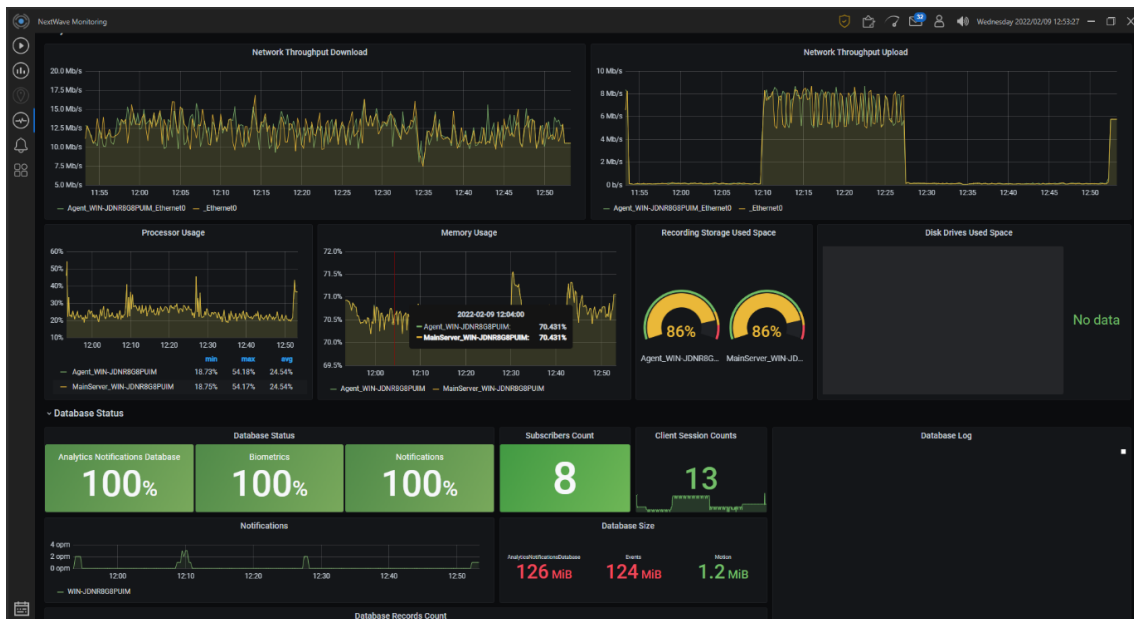 NextWave Monitoring
32
Wednesday 2022/02/09 12:53:27
Network Throughput Download
20.0 Mb/s
17.5 Mb/s
15.0 Mb/s
12.5 Mb/s
10.0 Mb/s
7.5 Mb/s
5.0 Mb/s
11:55 12:00 12:05 12:10 12:15 12:20 12:25 12:30 12:35 12:40 12:45 12:50
Agent_WIN-JDNR8G8PUIM_Ethernet0 _Ethernet0
Network Throughput Upload
10 Mb/s
8 Mb/s
6 Mb/s
4 Mb/s
2 Mb/s
0 b/s
11:55 12:00 12:05 12:10 12:15 12:20 12:25 12:30 12:35 12:40 12:45 12:50
Agent_WIN-JDNR8G8PUIM_Ethernet0 _Ethernet0
Processor Usage
60%
50%
40%
30%
20%
10%
12:00 12:10 12:20 12:30 12:40 12:50
min max avg
Agent_WIN-JDNR8G8PUIM 18.73% 54.18% 24.54%
MainServer_WIN-JDNR8G8PUIM 18.75% 54.17% 24.54%
Memory Usage
72.0%
71.5%
71.0%
70.5%
70.0%
69.5%
2022-02-09 12:04:00
Agent_WIN-JDNR8G8PUIM: 70.431%
MainServer_WIN-JDNR8G8PUIM: 70.431%
12:00 12:10 12:20 12:30 12:40 12:50
Agent_WIN-JDNR8G8PUIM MainServer_WIN-JDNR8G8PUIM
Recording Storage Used Space
86% 86%
Agent_WIN-JDNR8G... MainServer_WIN-JD...
Disk Drives Used Space
No data
Database Status
Database Status
Analytics Notifications Database
100%
Biometrics
100%
Notifications
100%
Subscribers Count
8
Client Session Counts
13
Database Log
Notifications
4 opm
2 opm
0 opm
12:00 12:10 12:20 12:30 12:40 12:50
WIN-JDNR8G8PUIM
Database Size
AnalyticsNotificationsDatabase
126 MiB
Events
124 MiB
Motion
1.2 MiB
Database Records Count